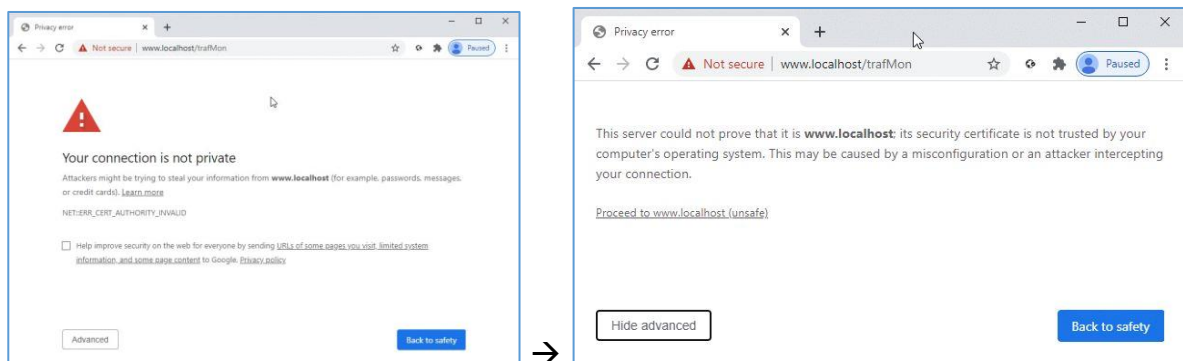 Privacy error
Not secure | www.localhost/trafMon
Paused
Your connection is not private
Attackers might be trying to steal your information from www.localhost (for example, passwords, messages,
or credit cards). Learn more
NET::ERR_CERT_AUTHORITY_INVALID
Help improve security on the web for everyone by sending URLs of some pages you visit, limited system
information, and some page content to Google. Privacy policy
Advanced
Back to safety
→
Privacy error
Not secure | www.localhost/trafMon
Paused
This server could not prove that it is www.localhost; its security certificate is not trusted by your
computer's operating system. This may be caused by a misconfiguration or an attacker intercepting
your connection.
Proceed to www.localhost (unsafe)
Hide advanced
Back to safety